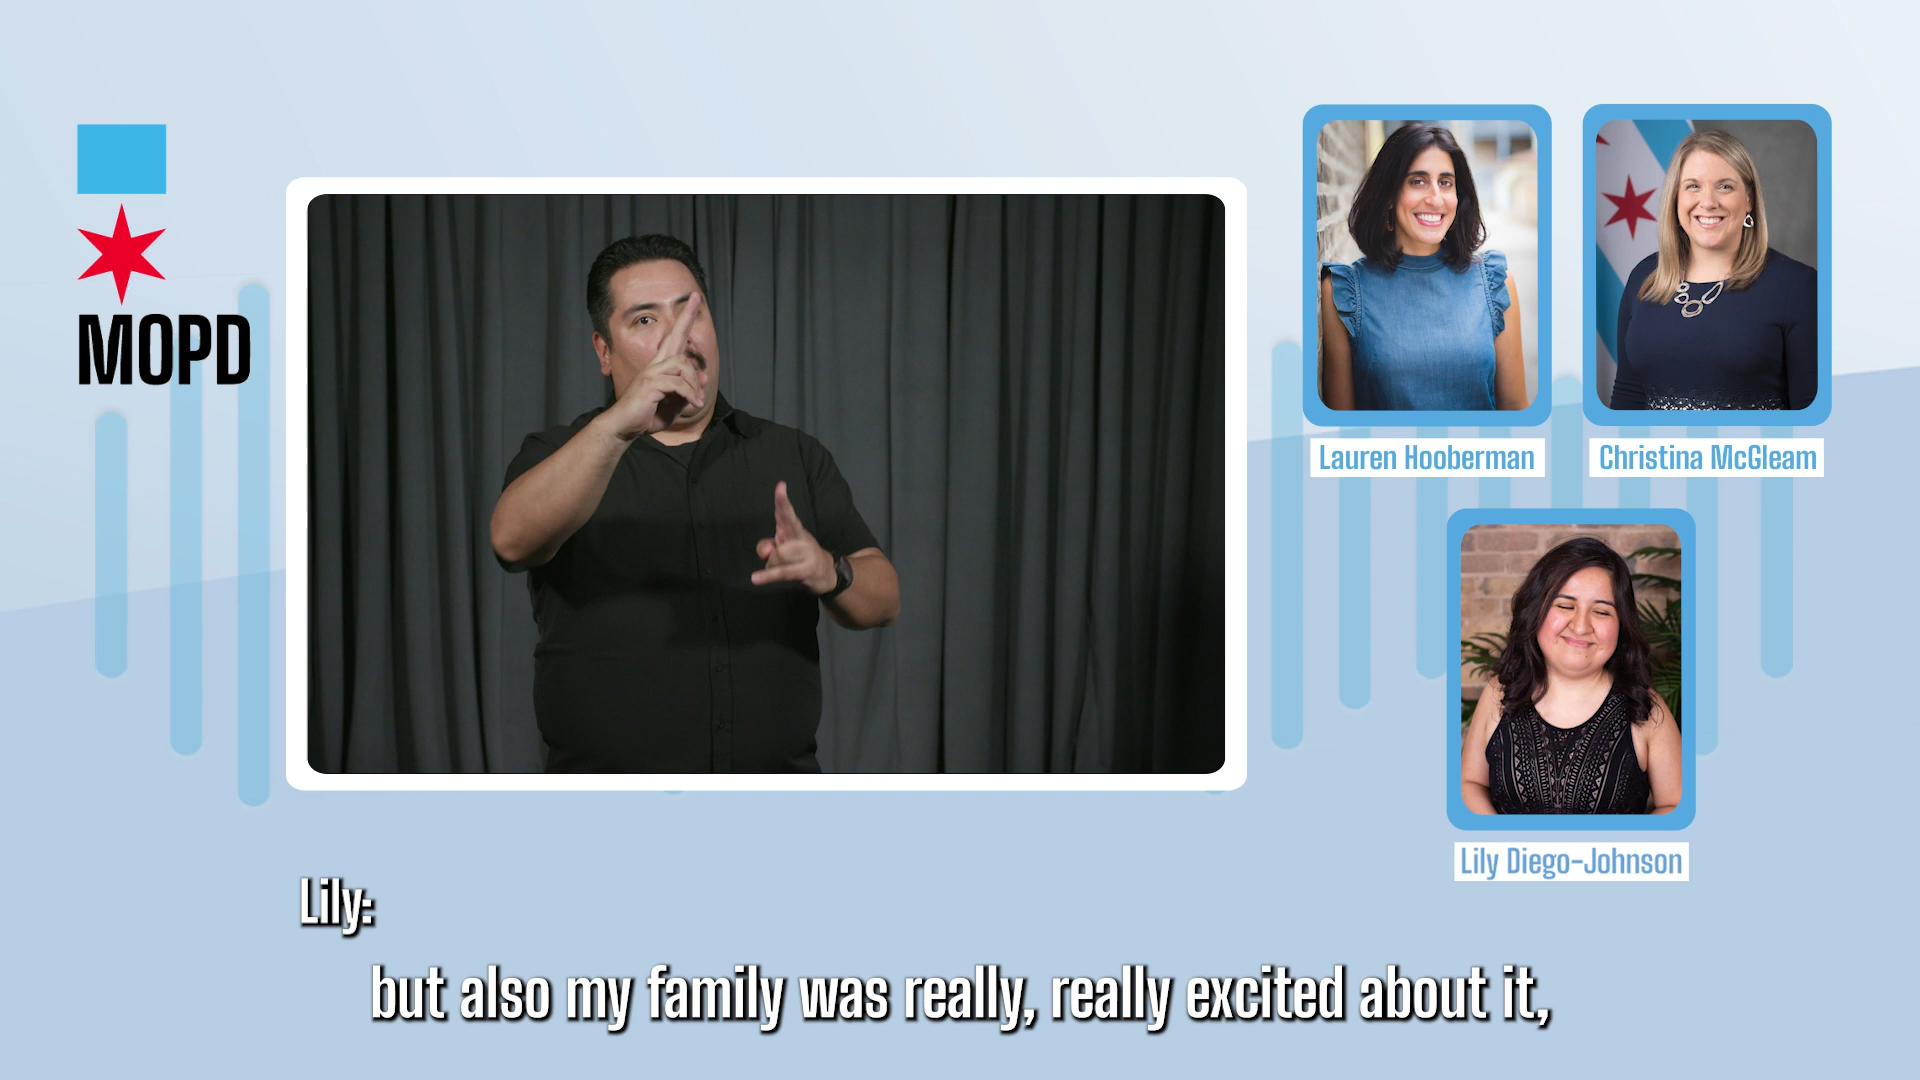 MOPD
Lauren Hooberman
Christina McGleam
Lily Diego-Johnson
Lily:
but also my family was really, really excited about it,